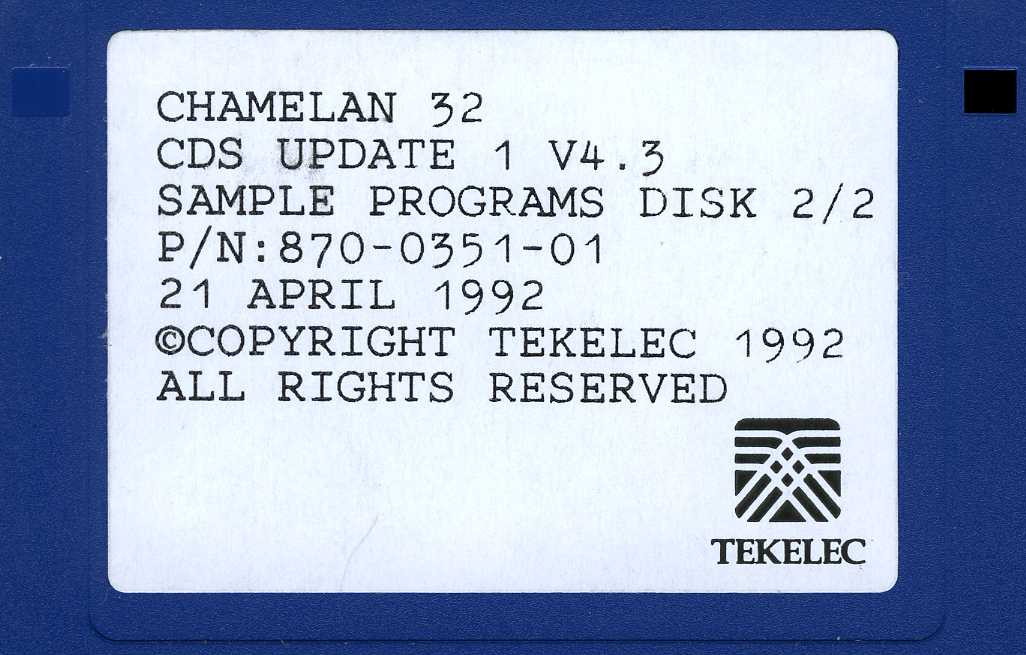 CHAMELAN 32
CDS UPDATE 1 V4.3
SAMPLE PROGRAMS DISK 2/2
P/N:870-0351-01
21 APRIL 1992
©COPYRIGHT TEKELEC 1992
ALL RIGHTS RESERVED
TEKELEC